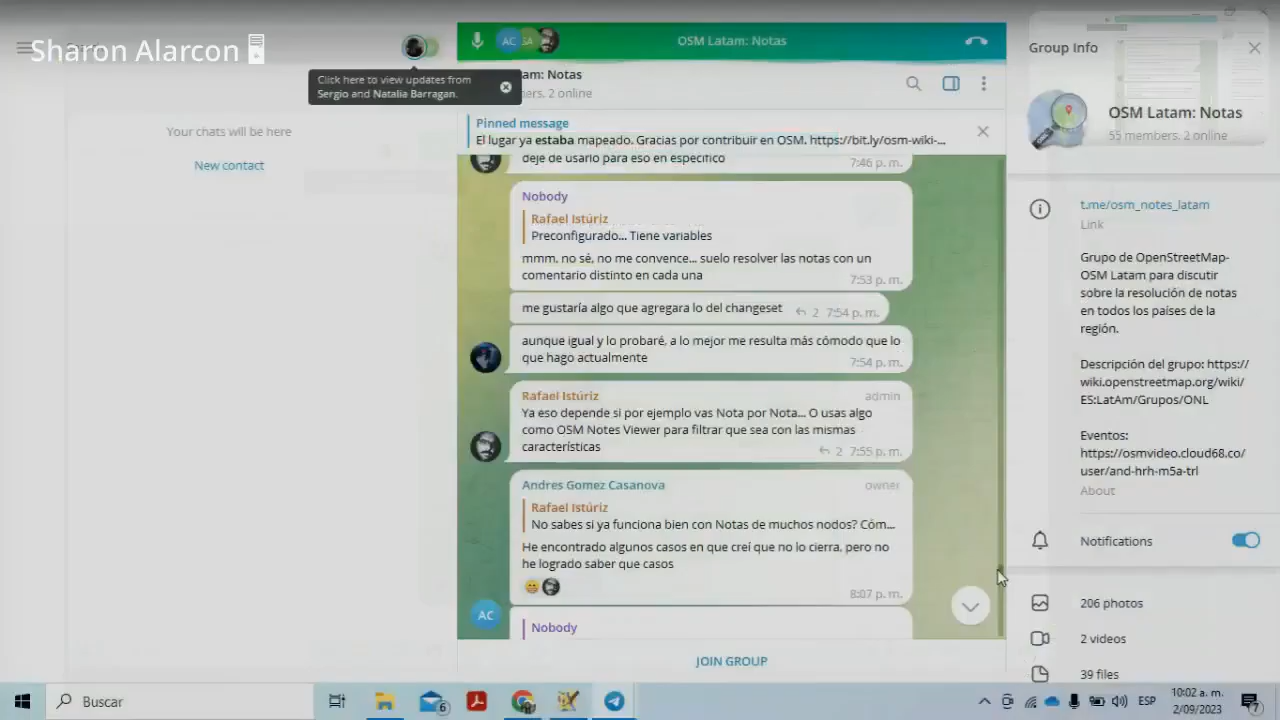 Sharon Alarcon
Click here to view updates from
Sergio and Natalia Barragan.
Your chats will be here
New contact
AC
SA
OSM Latam: Notas
am: Notas
ers, 2 online
Pinned message
El lugar ya estaba mapeado. Gracias por contribuir en OSM. https://bit.ly/osm-wiki-...
deje de usarlo para eso en especifico
7:46 p. m.
Nobody
Rafael Istúriz
Preconfigurado... Tiene variables
mmm. no sé, no me convence... suelo resolver las notas con un
comentario distinto en cada una
7:53 p. m.
me gustaría algo que agregara lo del changeset
2 7:54 p. m.
aunque igual y lo probaré, a lo mejor me resulta más cómodo que lo
que hago actualmente
7:54 p. m.
Rafael Istúriz
admin
Ya eso depende si por ejemplo vas Nota por Nota... O usas algo
como OSM Notes Viewer para filtrar que sea con las mismas
características
2 7:55 p. m.
Andres Gomez Casanova
owner
Rafael Istúriz
No sabes si ya funciona bien con Notas de muchos nodos? Cóm...
He encontrado algunos casos en que creí que no lo cierra, pero no
he logrado saber que casos
8:07 p. m.
AC
Nobody
JOIN GROUP
Group Info
OSM Latam: Notas
55 members, 2 online
t.me/osm_notes_latam
Link
Grupo de OpenStreetMap-
OSM Latam para discutir
sobre la resolución de notas
en todos los países de la
región.
Descripción del grupo: https://
wiki.openstreetmap.org/wiki/
ES:LatAm/Grupos/ONL
Eventos:
https://osmvideo.cloud68.co/
user/and-hrh-m5a-trl
About
Notifications
206 photos
2 videos
39 files
Buscar
6
ESP
10:02 a. m.
2/09/2023
7